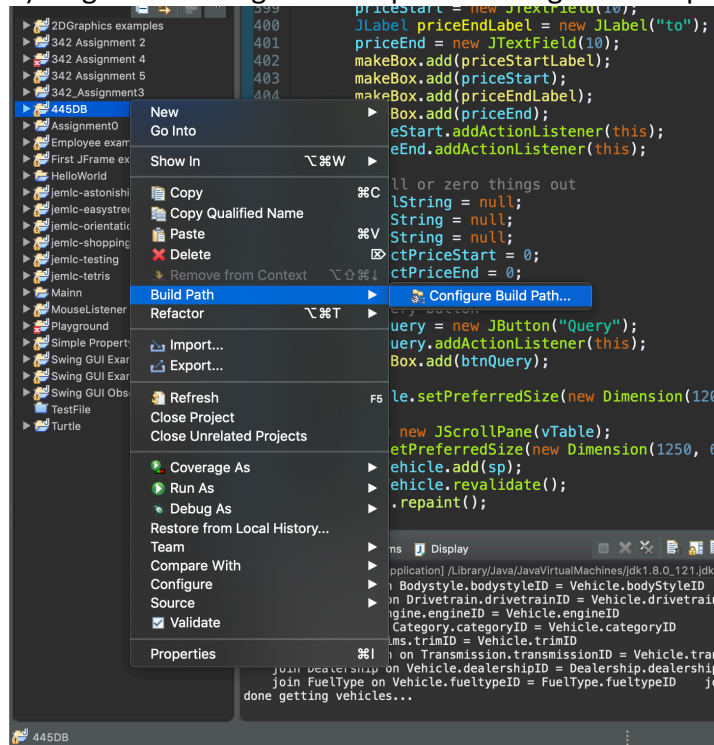 2DGraphics examples
342 Assignment 2
342 Assignment 4
342 Assignment 5
342_Assignment3
445DB
Assignment0
Employee exam
First JFrame ex
HelloWorld
jemlc-astonishi
jemlc-easystree
jemlc-orientatic
jemlc-shopping
jemlc-testing
jemlc-tetris
Mainn
MouseListener
Playground
Simple Property
Swing GUI Exar
Swing GUI Exar
Swing GUI Obs
TestFile
Turtle
New
Go Into
Show In ⌥⌘W
Copy ⌘C
Copy Qualified Name
Paste ⌘V
Delete ⌦
Remove from Context ⌥⇧⌘↓
Build Path
Refactor ⌥⌘T
Import...
Export...
Refresh F5
Close Project
Close Unrelated Projects
Coverage As
Run As
Debug As
Restore from Local History...
Team
Compare With
Configure
Source
Validate
Properties ⌘I
Configure Build Path...
399 priceStart = new JTextField(10);
400 JLabel priceEndLabel = new JLabel("to");
401 priceEnd = new JTextField(10);
402 makeBox.add(priceStartLabel);
403 makeBox.add(priceStart);
404 makeBox.add(priceEndLabel);
Box.add(priceEnd);
eStart.addActionListener(this);
eEnd.addActionListener(this);
ll or zero things out
lString = null;
String = null;
String = null;
ctPriceStart = 0;
ctPriceEnd = 0;
uery = new JButton("Query");
uery.addActionListener(this);
Box.add(btnQuery);
le.setPreferredSize(new Dimension(120
= new JScrollPane(vTable);
etPreferredSize(new Dimension(1250, 6
ehicle.add(sp);
ehicle.revalidate();
.repaint();
ms Display
pplication] /Library/Java/JavaVirtualMachines/jdk1.8.0_121.jdk
n Bodystyle.bodystyleID = Vehicle.bodyStyleID
on Drivetrain.drivetrainID = Vehicle.drivetrain
ngine.engineID = Vehicle.engineID
Category.categoryID = Vehicle.categoryID
ims.trimID = Vehicle.trimID
n on Transmission.transmissionID = Vehicle.tran
join Dealership on Vehicle.dealershipID = Dealership.dealership
join FuelType on Vehicle.fueltypeID = FuelType.fueltypeID jo
done getting vehicles...
445DB